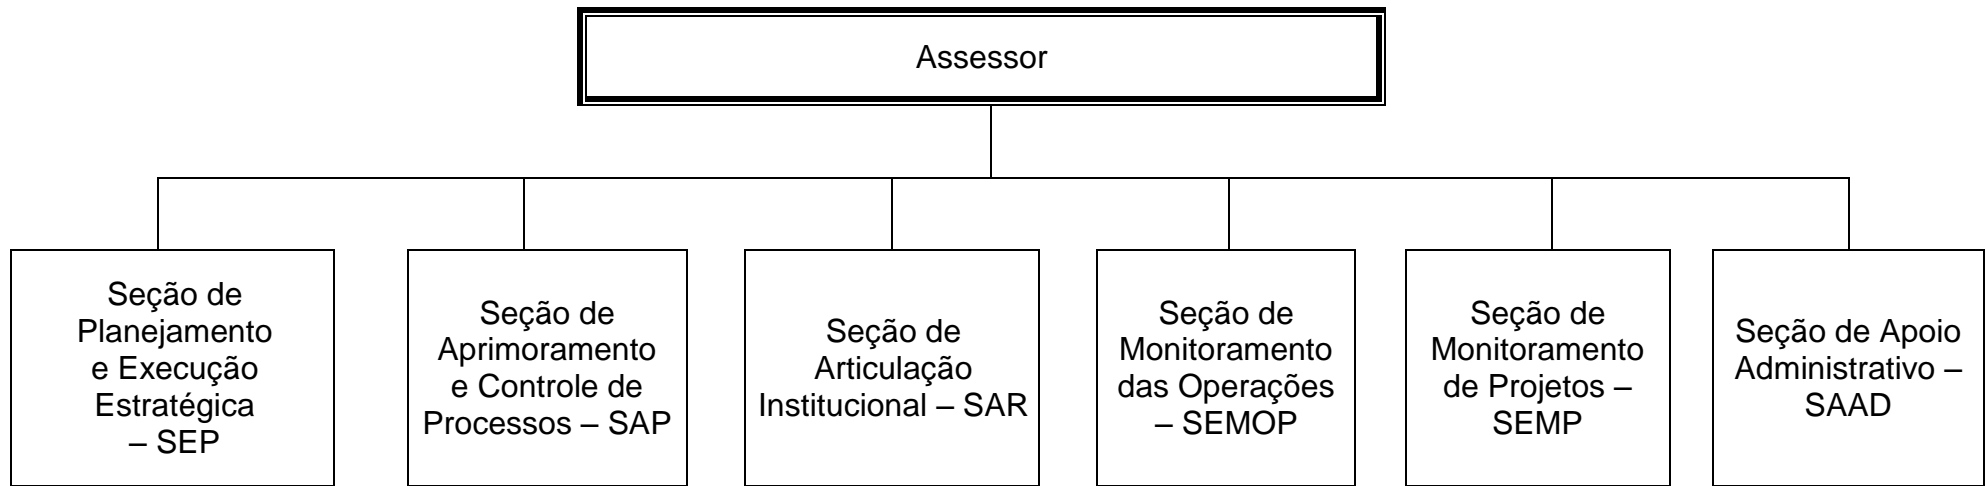 Assessor
Seção de
Planejamento
e Execução
Estratégica
– SEP
Seção de
Aprimoramento
e Controle de
Processos – SAP
Seção de
Articulação
Institucional – SAR
Seção de
Monitoramento
das Operações
– SEMOP
Seção de
Monitoramento
de Projetos –
SEMP
Seção de Apoio
Administrativo –
SAAD